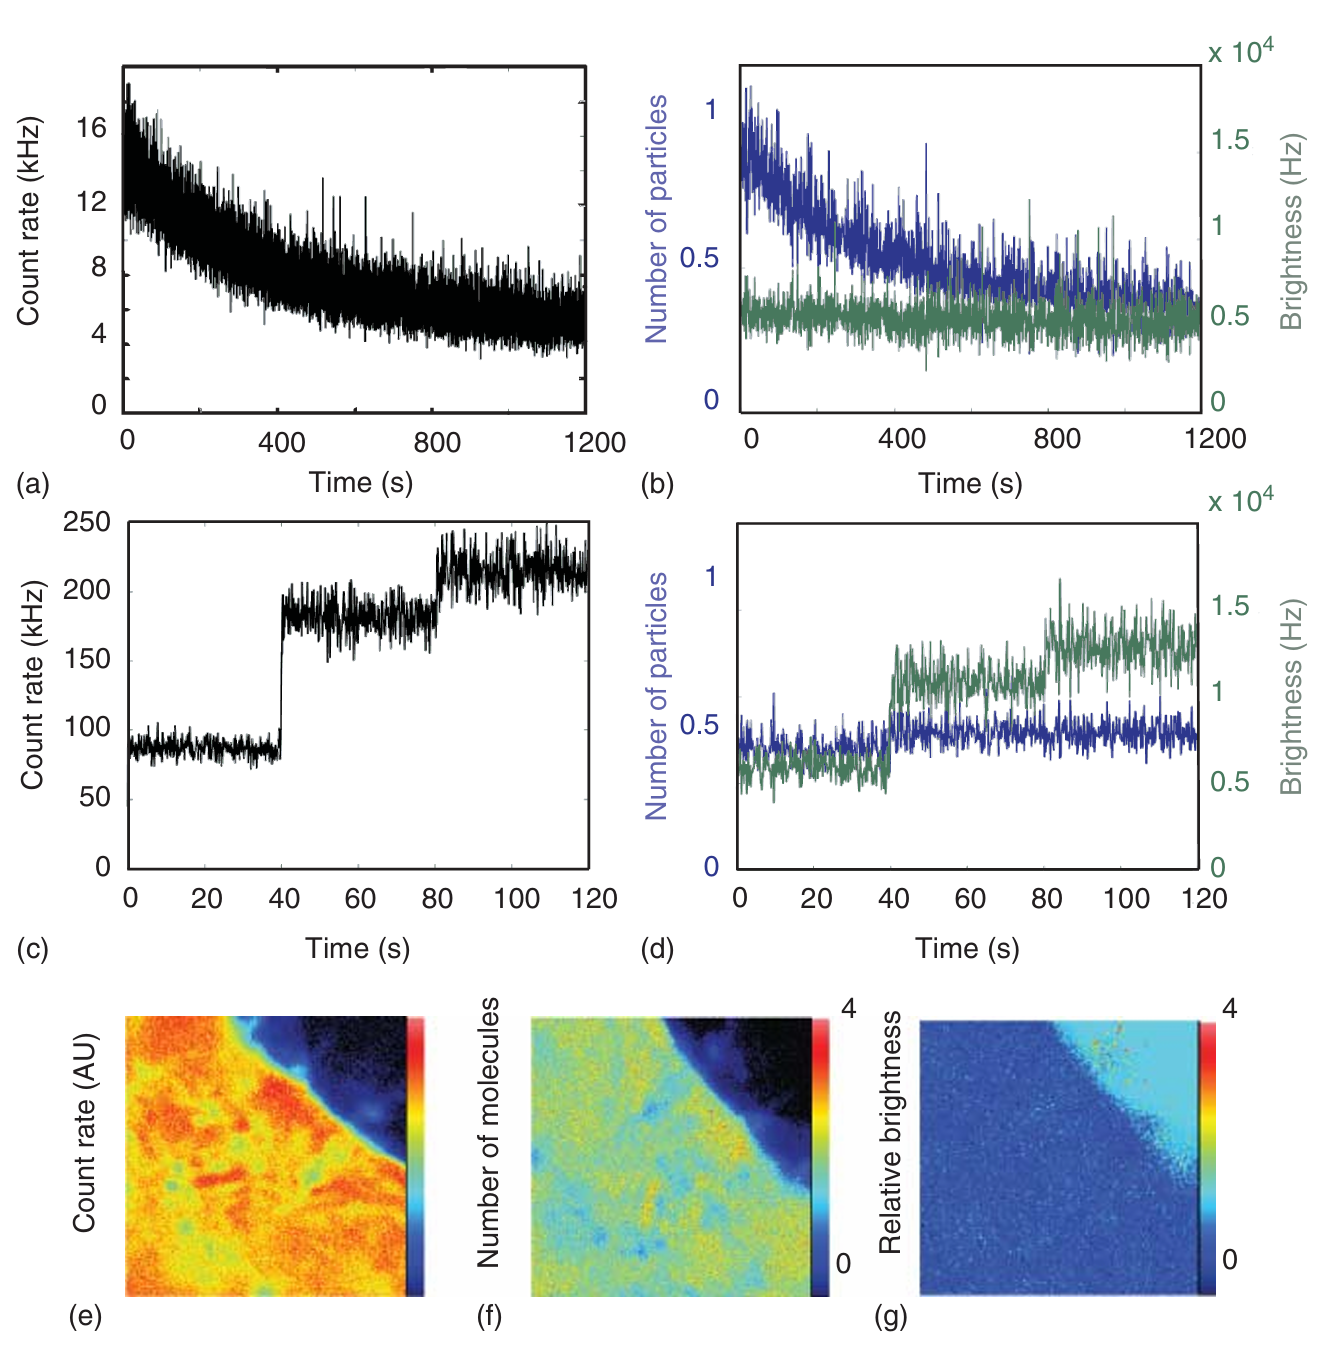 Count rate (kHz)
16
12
8
4
0
0 400 800 1200
Time (s)
(a)
Number of particles
1
0.5
0
x 10⁴
1.5
1
0.5
0
Brightness (Hz)
0 400 800 1200
Time (s)
(b)
Count rate (kHz)
250
200
150
100
50
0
0 20 40 60 80 100 120
Time (s)
(c)
Number of particles
1
0.5
0
x 10⁴
1.5
1
0.5
0
Brightness (Hz)
0 20 40 60 80 100 120
Time (s)
(d)
Count rate (AU)
(e)
Number of molecules
4
0
(f)
Relative brightness
4
0
(g)